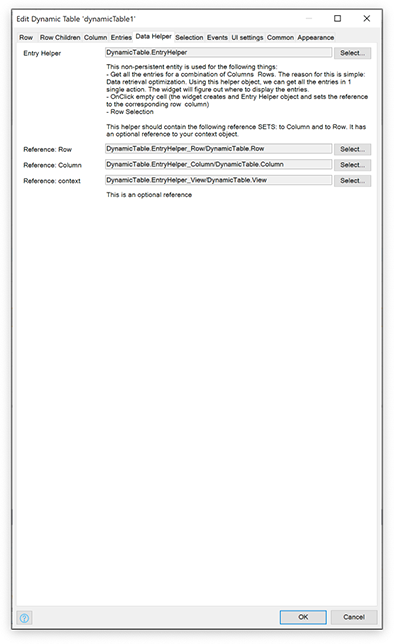 Edit Dynamic Table 'dynamicTable1'
Row Row Children Column Entries Data Helper Selection Events UI settings Common Appearance
Entry Helper DynamicTable.EntryHelper Select...
This non-persistent entity is used for the following things:
- Get all the entries for a combination of Columns Rows. The reason for this is simple:
Data retrieval optimization. Using this helper object, we can get all the entries in 1
single action. The widget will figure out where to display the entries.
- OnClick empty cell (the widget creates and Entry Helper object and sets the reference
to the corresponding row column)
- Row Selection
This helper should contain the following reference SETS: to Column and to Row. It has
an optional reference to your context object.
Reference: Row DynamicTable.EntryHelper_Row/DynamicTable.Row Select...
Reference: Column DynamicTable.EntryHelper_Column/DynamicTable.Column Select...
Reference: context DynamicTable.EntryHelper_View/DynamicTable.View Select...
This is an optional reference
? OK Cancel